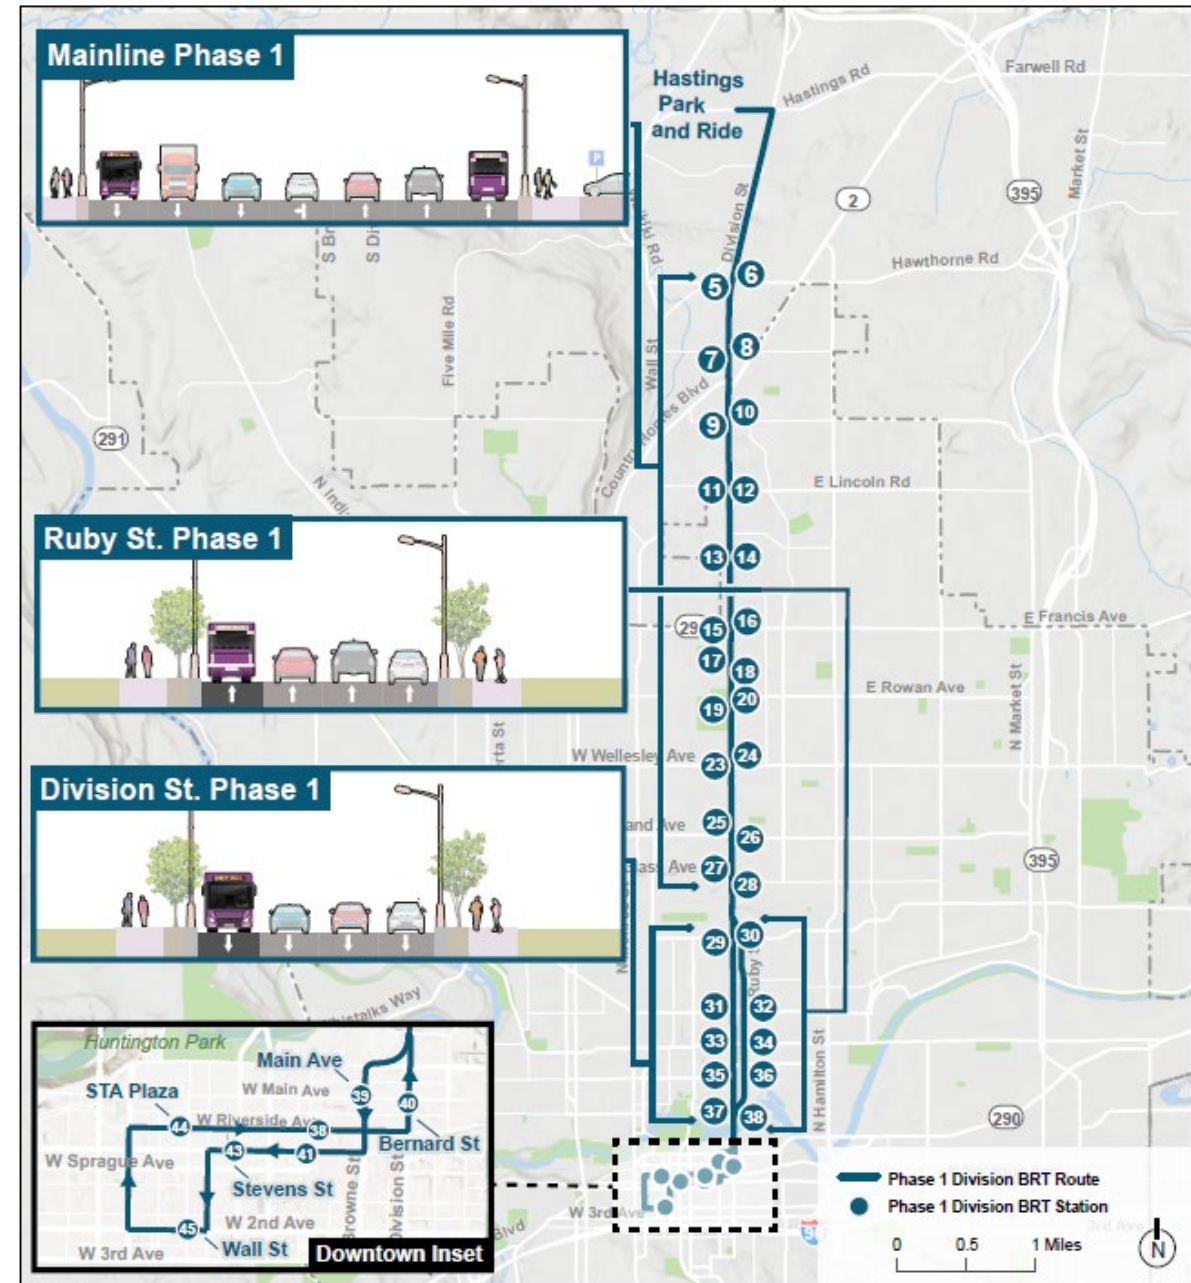 Mainline Phase 1
P
Hastings
Park
and Ride
Hastings Rd
Farwell Rd
Market St
395
2
Division St
Hawthorne Rd
S Br
S Di
Five Mile Rd
Wall St
291
Country Homes Blvd
5
6
7
8
9
10
11
12
E Lincoln Rd
Ruby St. Phase 1
13
14
29
15
16
E Francis Ave
17
18
E Rowan Ave
19
20
N Market St
W Wellesley Ave
23
24
Division St. Phase 1
25
26
27
28
395
29
30
31
32
33
34
35
36
37
38
N Hamilton St
290
Huntington Park
Main Ave
W Main Ave
STA Plaza
39
40
44
W Riverside Ave
38
Bernard St
W Sprague Ave
43
41
Stevens St
Browne St
Division St
W 2nd Ave
45
Wall St
W 3rd Ave
Downtown Inset
W 3rd Ave
Blvd
Phase 1 Division BRT Route
Phase 1 Division BRT Station
0 0.5 1 Miles
N